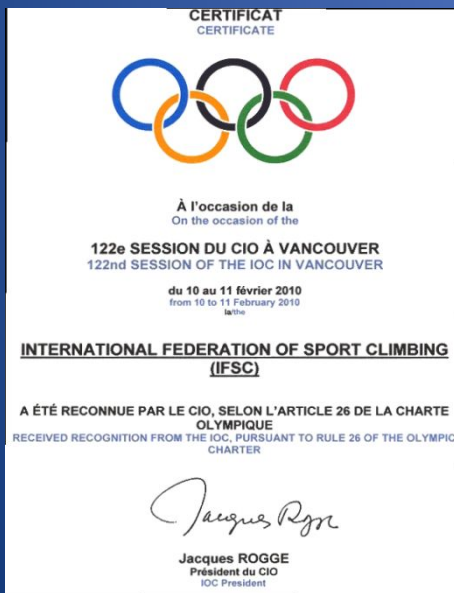 CERTIFICAT
CERTIFICATE
À l'occasion de la
On the occasion of the
122e SESSION DU CIO À VANCOUVER
122nd SESSION OF THE IOC IN VANCOUVER
du 10 au 11 février 2010
from 10 to 11 February 2010
la/the
INTERNATIONAL FEDERATION OF SPORT CLIMBING
(IFSC)
A ÉTÉ RECONNUE PAR LE CIO, SELON L'ARTICLE 26 DE LA CHARTE
OLYMPIQUE
RECEIVED RECOGNITION FROM THE IOC, PURSUANT TO RULE 26 OF THE OLYMPIC
CHARTER
Jacques Rogge
Jacques ROGGE
Président du CIO
IOC President